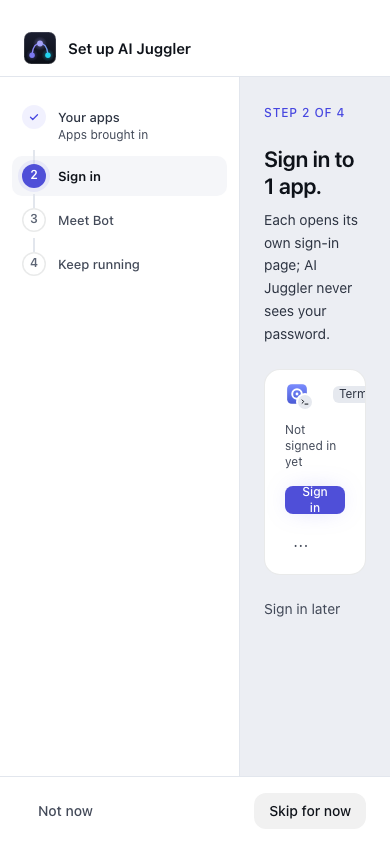 Set up AI Juggler
Your apps
Apps brought in
2
Sign in
3
Meet Bot
4
Keep running
STEP 2 OF 4
Sign in to
1 app.
Each opens its
own sign-in
page; AI
Juggler never
sees your
password.
Term
Not
signed in
yet
Sign
in
...
Sign in later
Not now
Skip for now